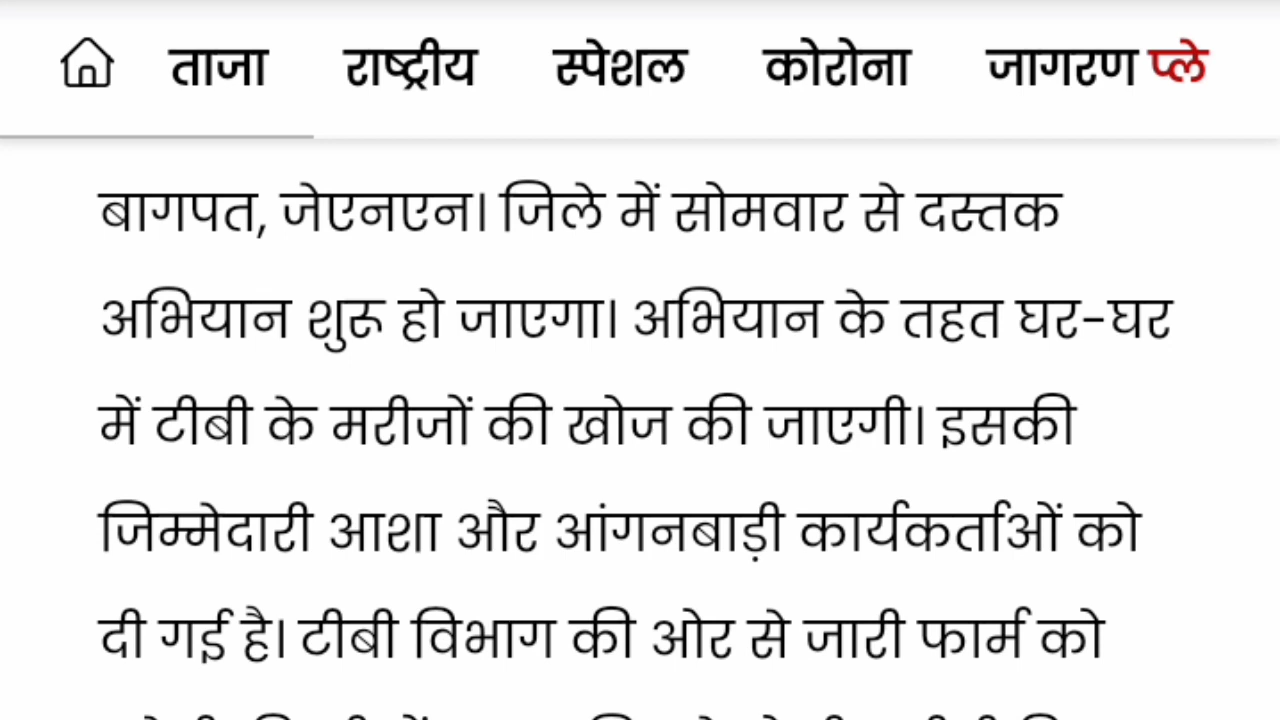 ताजा राष्ट्रीय स्पेशल कोरोना जागरण प्ले
बागपत, जेएनएन। जिले में सोमवार से दस्तक
अभियान शुरू हो जाएगा। अभियान के तहत घर-घर
में टीबी के मरीजों की खोज की जाएगी। इसकी
जिम्मेदारी आशा और आंगनबाड़ी कार्यकर्ताओं को
दी गई है। टीबी विभाग की ओर से जारी फार्म को